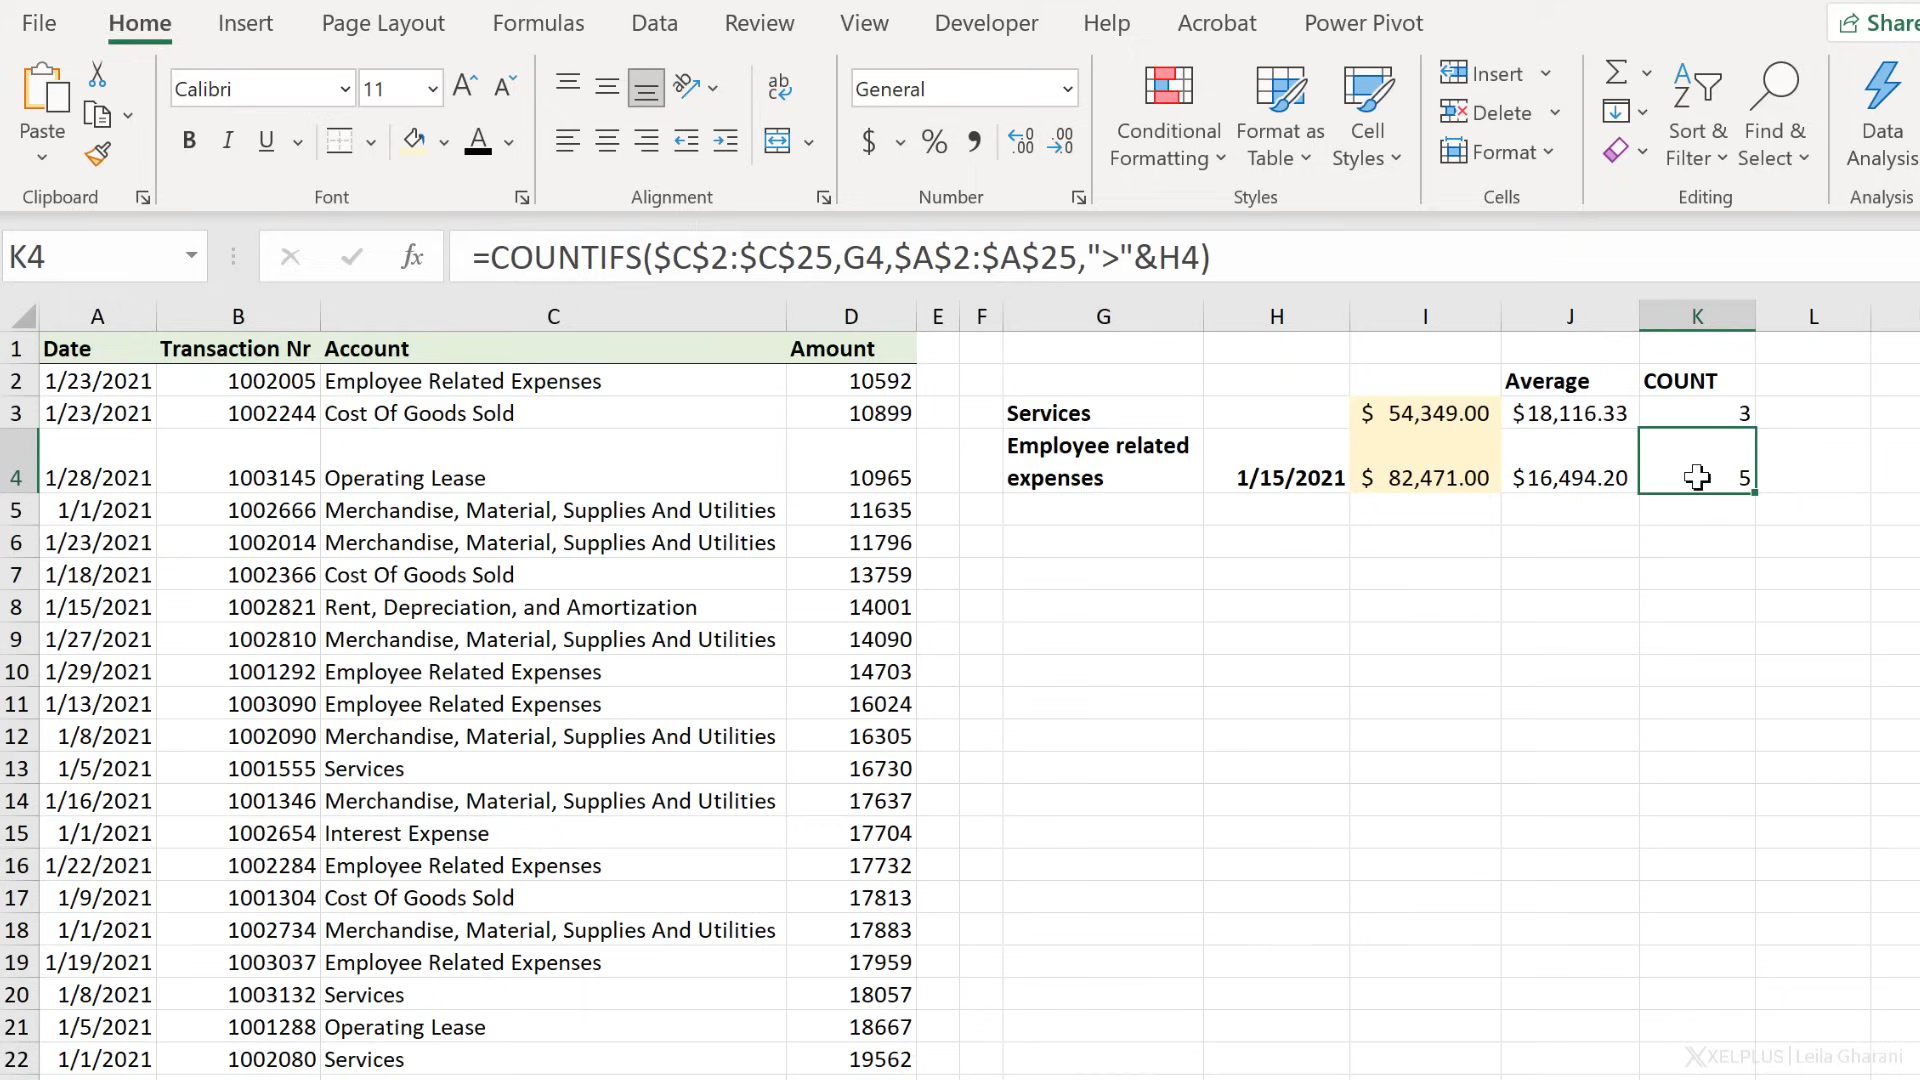 File Home Insert Page Layout Formulas Data Review View Developer Help Acrobat Power Pivot Share
Paste
Clipboard
Calibri 11
B I U
Font
ab
Alignment
General
$ % ,
Number
Conditional Formatting
Format as Table
Cell Styles
Styles
Insert
Delete
Format
Cells
Sort & Filter
Find & Select
Editing
Data Analysis
Analysis
K4 fx =COUNTIFS($C$2:$C$25,G4,$A$2:$A$25,">"&H4)
A B C D E F G H I J K L
1 Date Transaction Nr Account Amount
2 1/23/2021 1002005 Employee Related Expenses 10592 Average COUNT
3 1/23/2021 1002244 Cost Of Goods Sold 10899 Services $ 54,349.00 $18,116.33 3
Employee related
4 1/28/2021 1003145 Operating Lease 10965 expenses 1/15/2021 $ 82,471.00 $16,494.20 5
5 1/1/2021 1002666 Merchandise, Material, Supplies And Utilities 11635
6 1/23/2021 1002014 Merchandise, Material, Supplies And Utilities 11796
7 1/18/2021 1002366 Cost Of Goods Sold 13759
8 1/15/2021 1002821 Rent, Depreciation, and Amortization 14001
9 1/27/2021 1002810 Merchandise, Material, Supplies And Utilities 14090
10 1/29/2021 1001292 Employee Related Expenses 14703
11 1/13/2021 1003090 Employee Related Expenses 16024
12 1/8/2021 1002090 Merchandise, Material, Supplies And Utilities 16305
13 1/5/2021 1001555 Services 16730
14 1/16/2021 1001346 Merchandise, Material, Supplies And Utilities 17637
15 1/1/2021 1002654 Interest Expense 17704
16 1/22/2021 1002284 Employee Related Expenses 17732
17 1/9/2021 1001304 Cost Of Goods Sold 17813
18 1/1/2021 1002734 Merchandise, Material, Supplies And Utilities 17883
19 1/19/2021 1003037 Employee Related Expenses 17959
20 1/8/2021 1003132 Services 18057
21 1/5/2021 1001288 Operating Lease 18667
22 1/1/2021 1002080 Services 19562
XELPLUS | Leila Gharani